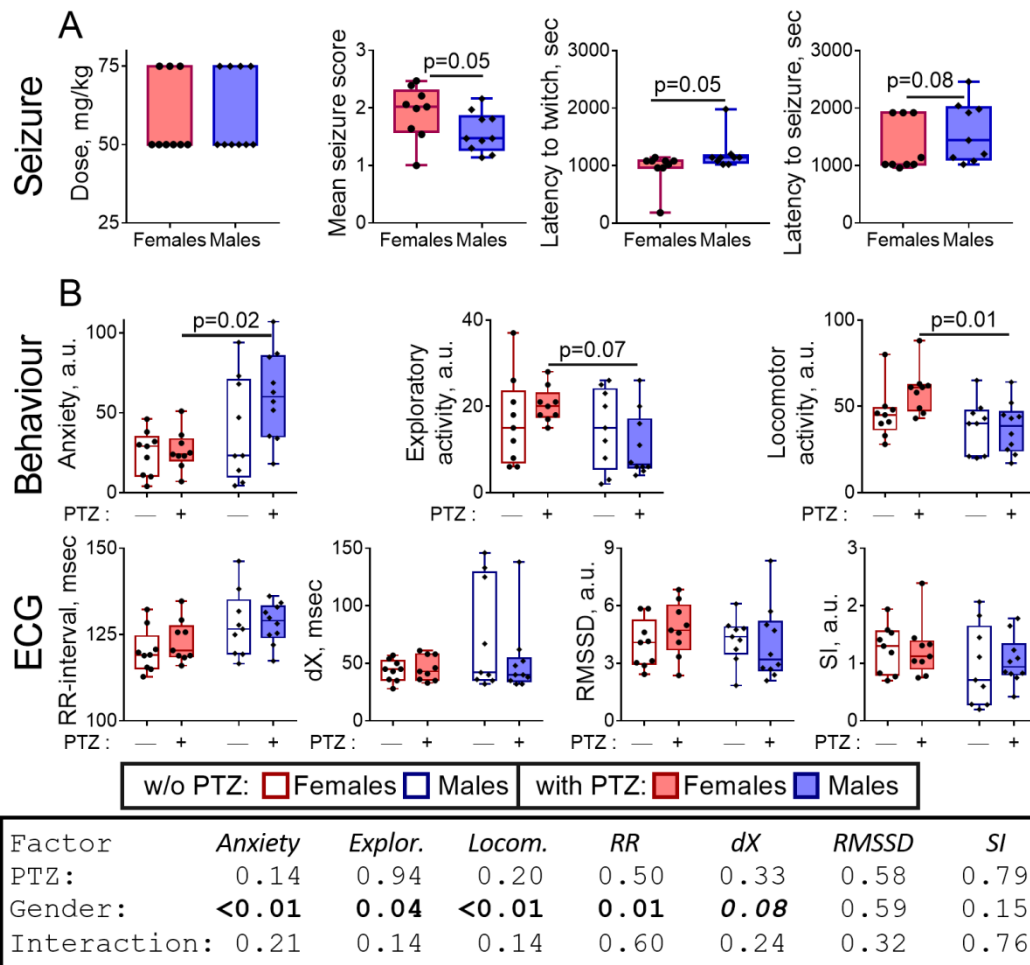 A
Seizure
Dose, mg/kg
75
50
25
Females Males
Mean seizure score
3
2
1
0
p=0.05
Females Males
Latency to twitch, sec
3000
2000
1000
0
p=0.05
Females Males
Latency to seizure, sec
3000
2000
1000
0
p=0.08
Females Males
B
Behaviour
Anxiety, a.u.
100
50
0
p=0.02
PTZ : — + — +
Exploratory
activity, a.u.
40
20
0
p=0.07
PTZ : — + — +
Locomotor
activity, a.u.
100
50
0
p=0.01
PTZ : — + — +
ECG
RR-interval, msec
150
125
100
PTZ : — + — +
dX, msec
150
100
50
0
PTZ : — + — +
RMSSD, a.u.
9
6
3
0
PTZ : — + — +
SI, a.u.
3
2
1
0
PTZ : — + — +
w/o PTZ: Females Males with PTZ: Females Males
Factor Anxiety Explor. Locom. RR dX RMSSD SI
PTZ: 0.14 0.94 0.20 0.50 0.33 0.58 0.79
Gender: <0.01 0.04 <0.01 0.01 0.08 0.59 0.15
Interaction: 0.21 0.14 0.14 0.60 0.24 0.32 0.76